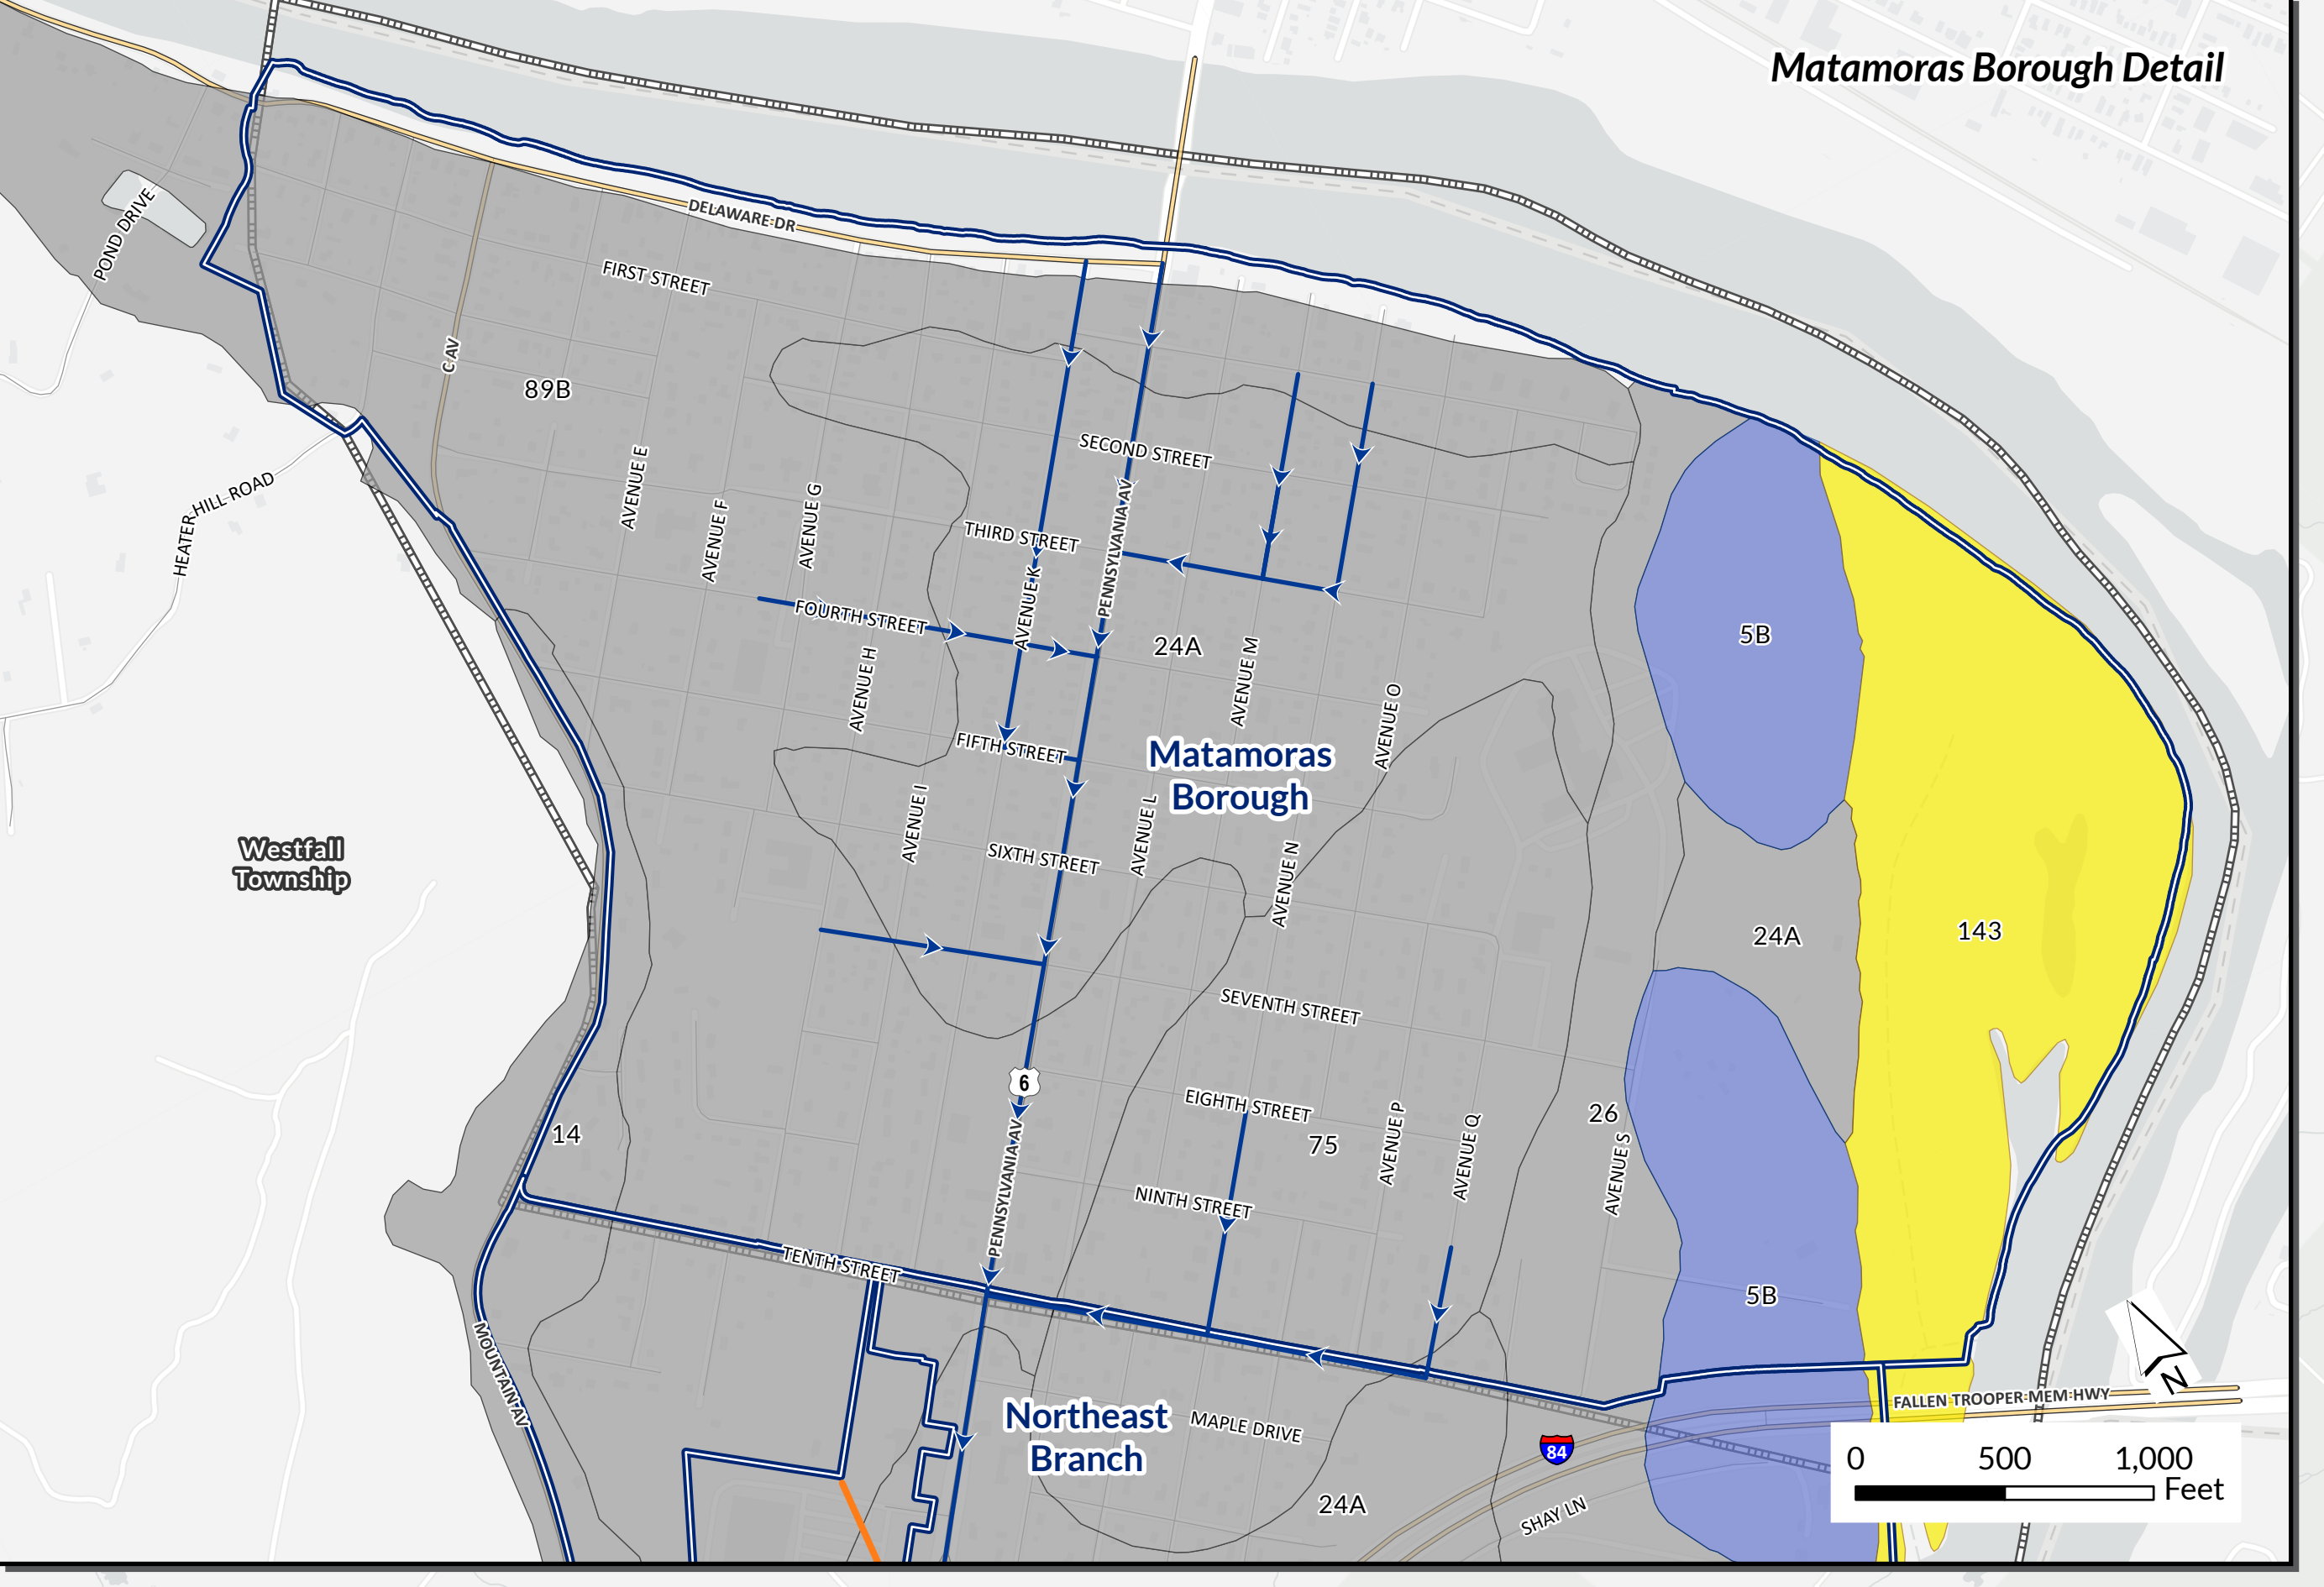 Matamoras Borough Detail
POND DRIVE
DELAWARE DR
FIRST STREET
C AV
89B
SECOND STREET
AVENUE E
AVENUE F
AVENUE G
HEATER HILL ROAD
THIRD STREET
PENNSYLVANIA AV
AVENUE K
FOURTH STREET
24A
5B
AVENUE H
AVENUE M
AVENUE O
FIFTH STREET
Matamoras
Borough
AVENUE I
AVENUE L
SIXTH STREET
AVENUE N
Westfall
Township
24A
143
SEVENTH STREET
6
EIGHTH STREET
14
75
26
AVENUE P
AVENUE Q
AVENUE S
PENNSYLVANIA AV
NINTH STREET
TENTH STREET
5B
MOUNTAIN AV
N
FALLEN TROOPER MEM HWY
Northeast
Branch
MAPLE DRIVE
84
24A
SHAY LN
0 500 1,000
Feet